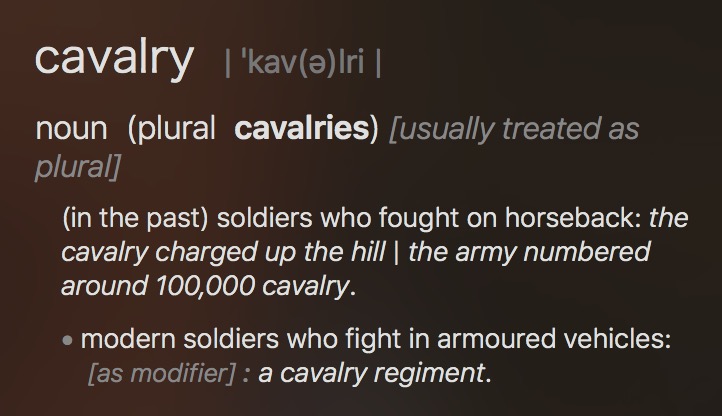 cavalry | ˈkav(ə)lri |
noun (plural cavalries) [usually treated as
plural]
(in the past) soldiers who fought on horseback: the
cavalry charged up the hill | the army numbered
around 100,000 cavalry.
• modern soldiers who fight in armoured vehicles:
[as modifier] : a cavalry regiment.